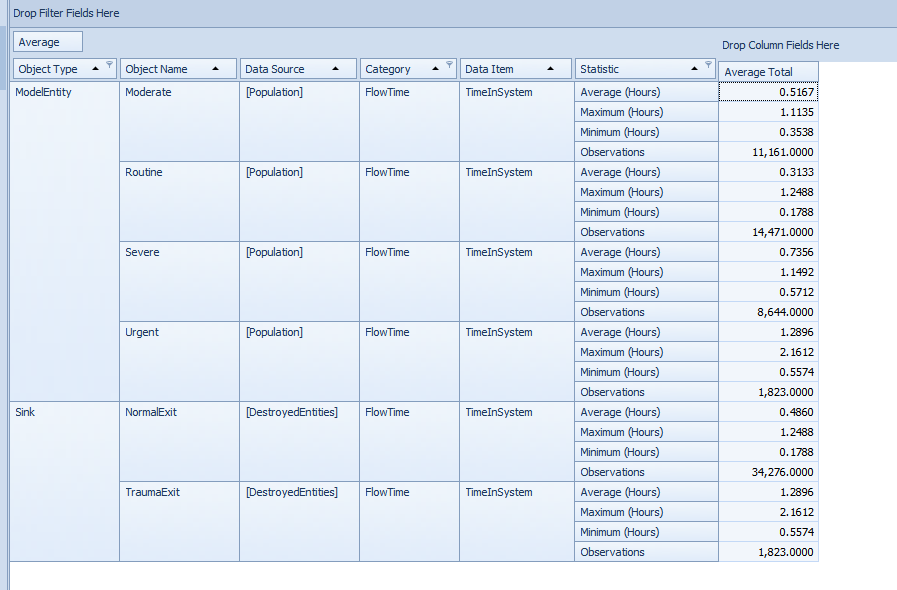 Drop Filter Fields Here
Average
Drop Column Fields Here
Object Type Object Name Data Source Category Data Item Statistic Average Total
ModelEntity Moderate [Population] FlowTime TimeInSystem Average (Hours) 0.5167
Maximum (Hours) 1.1135
Minimum (Hours) 0.3538
Observations 11,161.0000
Routine [Population] FlowTime TimeInSystem Average (Hours) 0.3133
Maximum (Hours) 1.2488
Minimum (Hours) 0.1788
Observations 14,471.0000
Severe [Population] FlowTime TimeInSystem Average (Hours) 0.7356
Maximum (Hours) 1.1492
Minimum (Hours) 0.5712
Observations 8,644.0000
Urgent [Population] FlowTime TimeInSystem Average (Hours) 1.2896
Maximum (Hours) 2.1612
Minimum (Hours) 0.5574
Observations 1,823.0000
Sink NormalExit [DestroyedEntities] FlowTime TimeInSystem Average (Hours) 0.4860
Maximum (Hours) 1.2488
Minimum (Hours) 0.1788
Observations 34,276.0000
TraumaExit [DestroyedEntities] FlowTime TimeInSystem Average (Hours) 1.2896
Maximum (Hours) 2.1612
Minimum (Hours) 0.5574
Observations 1,823.0000